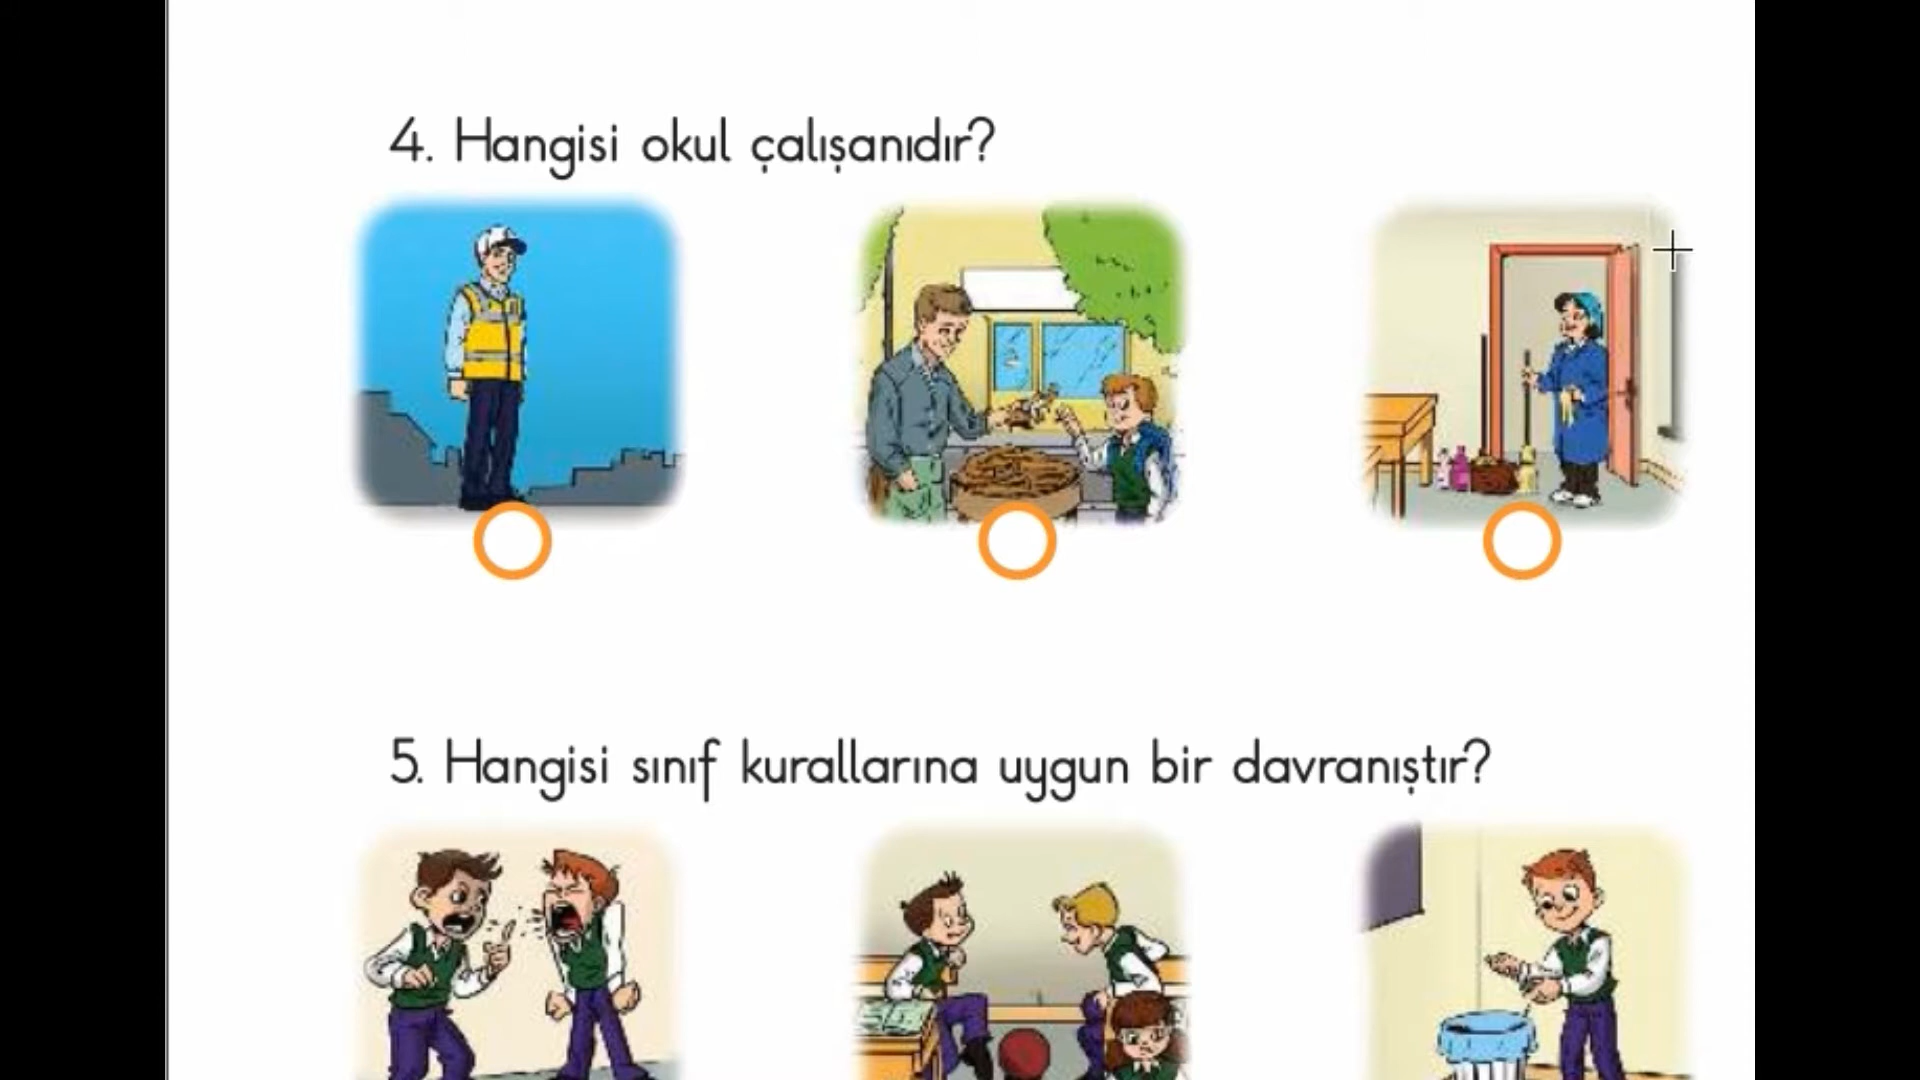 4. Hangisi okul çalışanıdır?
5. Hangisi sınıf kurallarına uygun bir davranıştır?